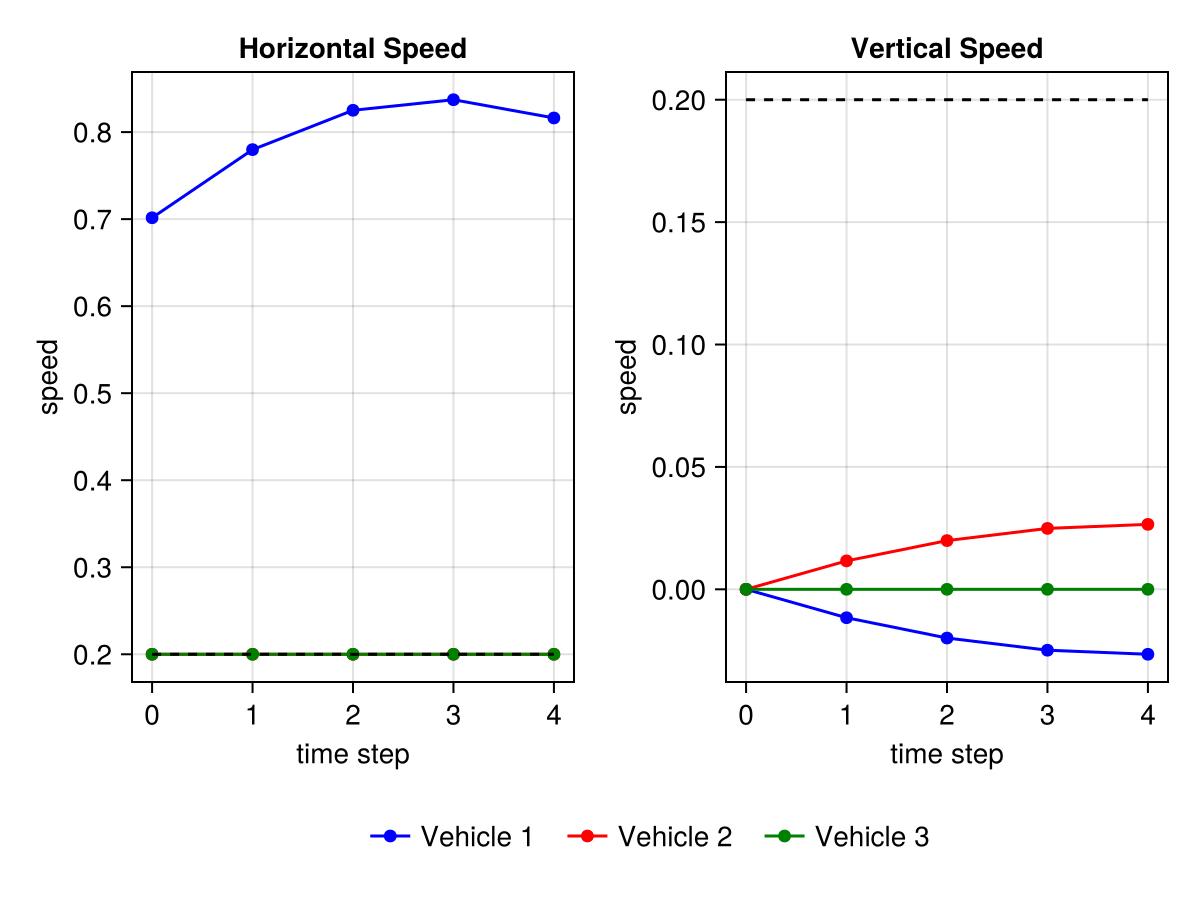 Horizontal Speed
0.8
0.7
0.6
0.5
0.4
0.3
0.2
speed
0 1 2 3 4
time step
Vertical Speed
0.20
0.15
0.10
0.05
0.00
speed
0 1 2 3 4
time step
Vehicle 1 Vehicle 2 Vehicle 3